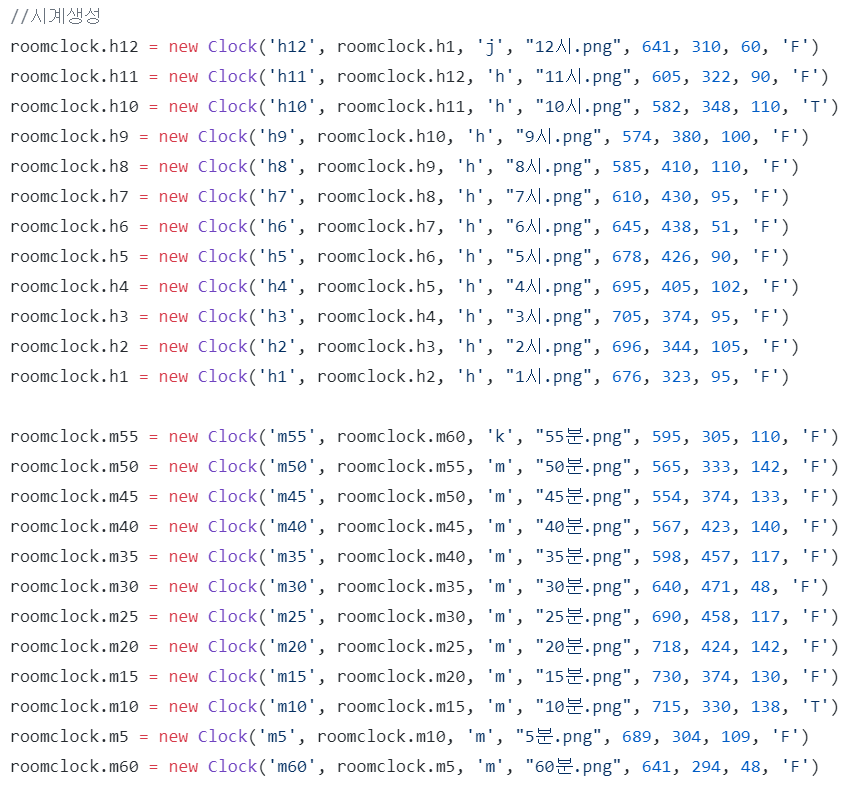 //시계생성
roomclock.h12 = new Clock('h12', roomclock.h1, 'j', "12시.png", 641, 310, 60, 'F')
roomclock.h11 = new Clock('h11', roomclock.h12, 'h', "11시.png", 605, 322, 90, 'F')
roomclock.h10 = new Clock('h10', roomclock.h11, 'h', "10시.png", 582, 348, 110, 'T')
roomclock.h9 = new Clock('h9', roomclock.h10, 'h', "9시.png", 574, 380, 100, 'F')
roomclock.h8 = new Clock('h8', roomclock.h9, 'h', "8시.png", 585, 410, 110, 'F')
roomclock.h7 = new Clock('h7', roomclock.h8, 'h', "7시.png", 610, 430, 95, 'F')
roomclock.h6 = new Clock('h6', roomclock.h7, 'h', "6시.png", 645, 438, 51, 'F')
roomclock.h5 = new Clock('h5', roomclock.h6, 'h', "5시.png", 678, 426, 90, 'F')
roomclock.h4 = new Clock('h4', roomclock.h5, 'h', "4시.png", 695, 405, 102, 'F')
roomclock.h3 = new Clock('h3', roomclock.h4, 'h', "3시.png", 705, 374, 95, 'F')
roomclock.h2 = new Clock('h2', roomclock.h3, 'h', "2시.png", 696, 344, 105, 'F')
roomclock.h1 = new Clock('h1', roomclock.h2, 'h', "1시.png", 676, 323, 95, 'F')
roomclock.m55 = new Clock('m55', roomclock.m60, 'k', "55분.png", 595, 305, 110, 'F')
roomclock.m50 = new Clock('m50', roomclock.m55, 'm', "50분.png", 565, 333, 142, 'F')
roomclock.m45 = new Clock('m45', roomclock.m50, 'm', "45분.png", 554, 374, 133, 'F')
roomclock.m40 = new Clock('m40', roomclock.m45, 'm', "40분.png", 567, 423, 140, 'F')
roomclock.m35 = new Clock('m35', roomclock.m40, 'm', "35분.png", 598, 457, 117, 'F')
roomclock.m30 = new Clock('m30', roomclock.m35, 'm', "30분.png", 640, 471, 48, 'F')
roomclock.m25 = new Clock('m25', roomclock.m30, 'm', "25분.png", 690, 458, 117, 'F')
roomclock.m20 = new Clock('m20', roomclock.m25, 'm', "20분.png", 718, 424, 142, 'F')
roomclock.m15 = new Clock('m15', roomclock.m20, 'm', "15분.png", 730, 374, 130, 'F')
roomclock.m10 = new Clock('m10', roomclock.m15, 'm', "10분.png", 715, 330, 138, 'T')
roomclock.m5 = new Clock('m5', roomclock.m10, 'm', "5분.png", 689, 304, 109, 'F')
roomclock.m60 = new Clock('m60', roomclock.m5, 'm', "60분.png", 641, 294, 48, 'F')